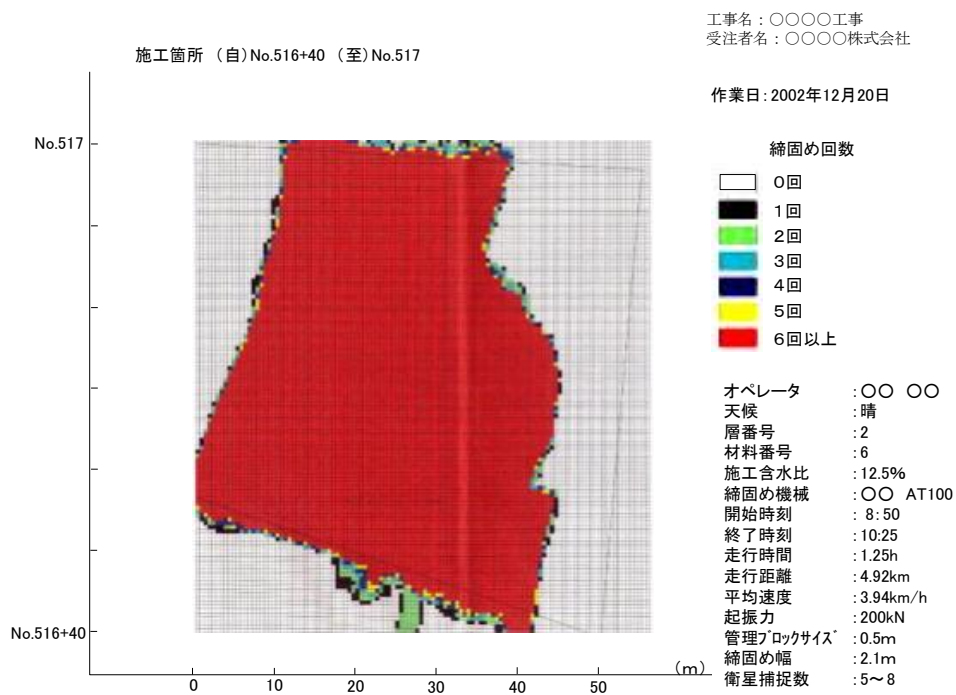 工事名：○○○○工事
受注者名：○○○○株式会社
施工箇所 （自）No.516+40 （至）No.517
作業日：2002年12月20日
No.517
No.516+40
0 10 20 30 40 50
(m)
締固め回数
０回
１回
２回
３回
４回
５回
６回以上
オペレータ :○○ ○○
天候 :晴
層番号 :2
材料番号 :6
施工含水比 :12.5%
締固め機械 :○○ AT100
開始時刻 : 8:50
終了時刻 :10:25
走行時間 :1.25h
走行距離 :4.92km
平均速度 :3.94km/h
起振力 :200kN
管理ﾌﾞﾛｯｸｻｲｽﾞ :0.5m
締固め幅 :2.1m
衛星捕捉数 :5～8